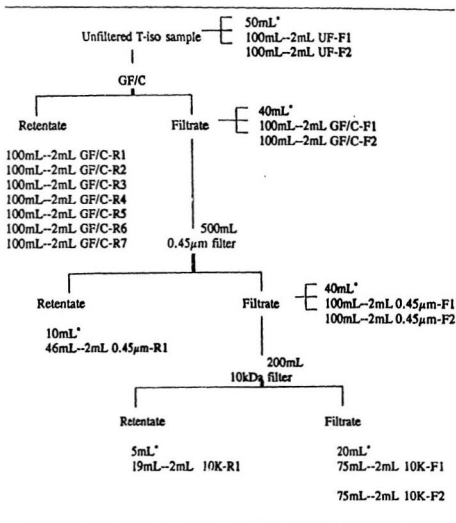 50mL*
Unfiltered T-iso sample
100mL--2mL UF-F1
100mL--2mL UF-F2
GF/C
Retentate
Filtrate
40mL*
100mL--2mL GF/C-F1
100mL--2mL GF/C-F2
100mL--2mL GF/C-R1
100mL--2mL GF/C-R2
100mL--2mL GF/C-R3
100mL--2mL GF/C-R4
100mL--2mL GF/C-R5
100mL--2mL GF/C-R6
100mL--2mL GF/C-R7
500mL
0.45μm filter
Retentate
Filtrate
40mL*
100mL--2mL 0.45μm-F1
100mL--2mL 0.45μm-F2
10mL*
46mL--2mL 0.45μm-R1
200mL
10kDa filter
Retentate
Filtrate
5mL*
19mL--2mL 10K-R1
20mL*
75mL--2mL 10K-F1
75mL--2mL 10K-F2